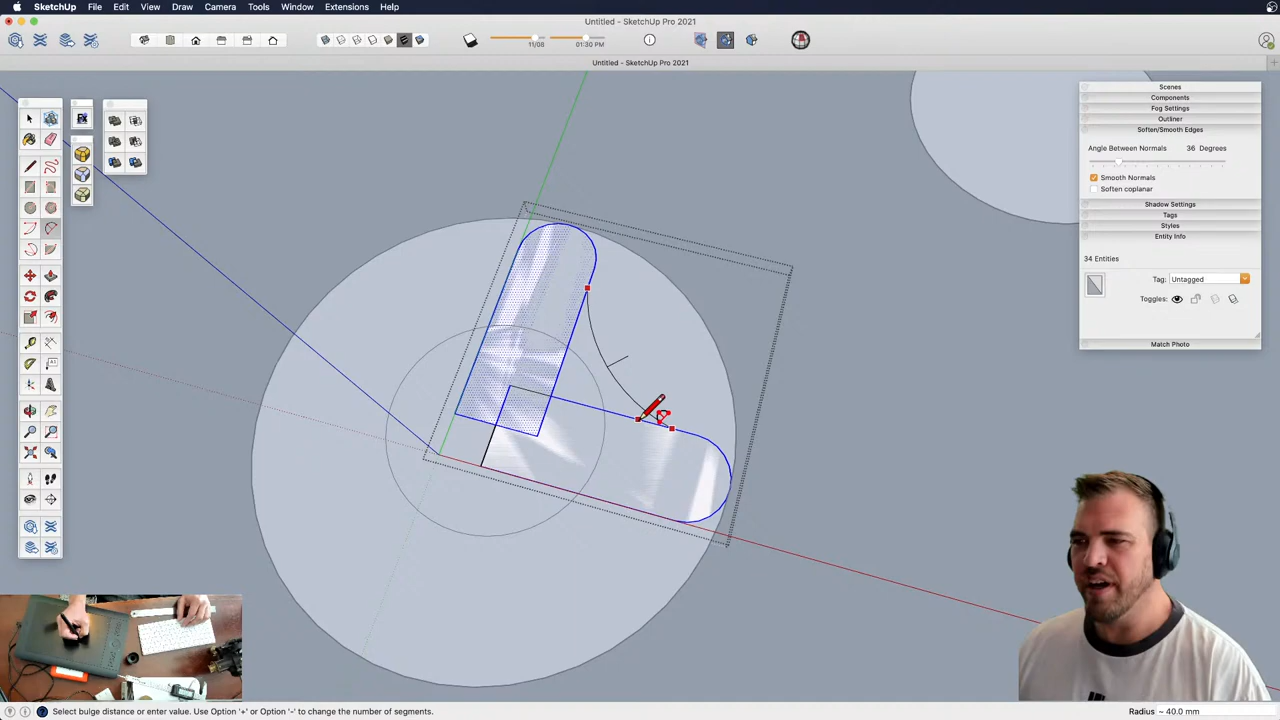 SketchUp File Edit View Draw Camera Tools Window Extensions Help
Untitled - SketchUp Pro 2021
11/08 01:30 PM
Untitled - SketchUp Pro 2021
Scenes
Components
Fog Settings
Outliner
Soften/Smooth Edges
Angle Between Normals 36 Degrees
Smooth Normals
Soften coplanar
Shadow Settings
Tags
Styles
Entity Info
34 Entities
Tag: Untagged
Toggles:
Match Photo
Select bulge distance or enter value. Use Option '+' or Option '-' to change the number of segments. Radius ~ 40.0 mm